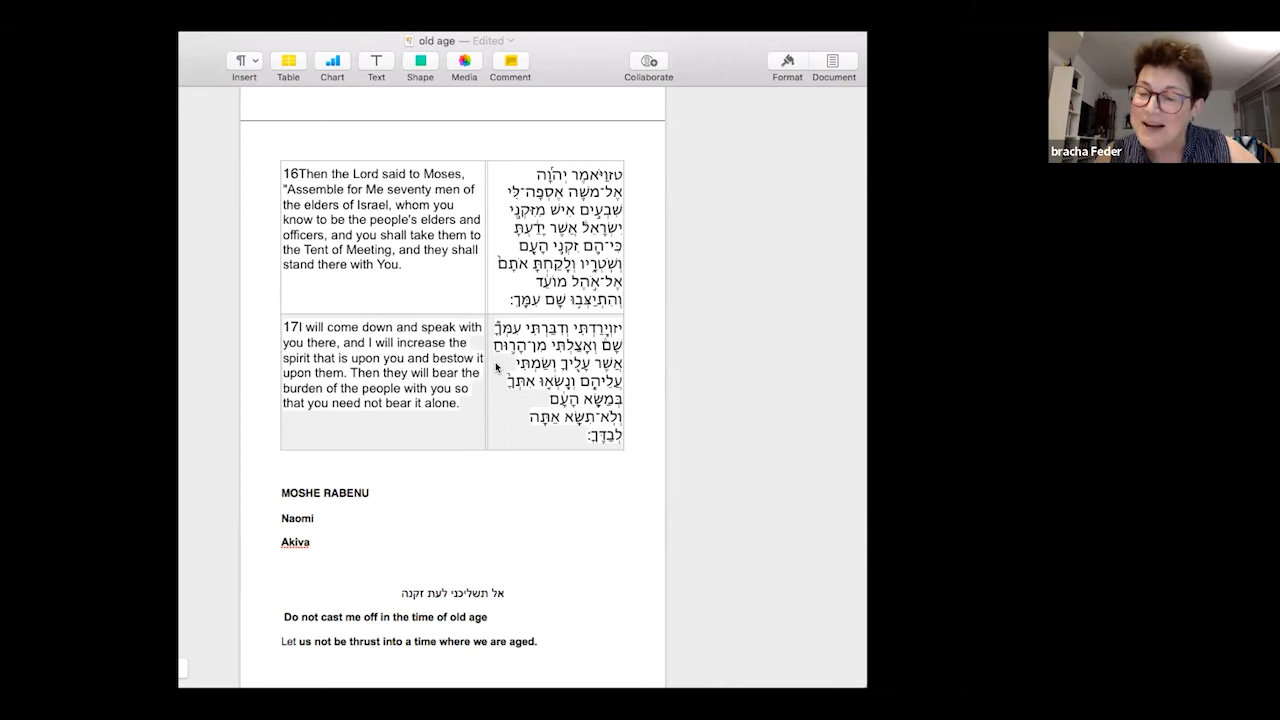 old age — Edited
Insert
Table
Chart
Text
Shape
Media
Comment
Collaborate
Format
Document
bracha Feder
16Then the Lord said to Moses,
"Assemble for Me seventy men of
the elders of Israel, whom you
know to be the people's elders and
officers, and you shall take them to
the Tent of Meeting, and they shall
stand there with You.
טזוַיֹּ֨אמֶר יְהֹוָ֜ה
אֶל־משֶׁ֗ה אֶסְפָה־לִּ֞י
שִׁבְעִ֣ים אִישׁ֘ מִזִּקְנֵ֣י
יִשְׂרָאֵל֒ אֲשֶׁ֣ר יָדַ֔עְתָּ
כִּי־הֵ֛ם זִקְנֵ֥י הָעָ֖ם
וְשֹֽׁטְרָ֑יו וְלָֽקַחְתָּ֤ אֹתָם֙
אֶל־אֹ֣הֶל מוֹעֵ֔ד
וְהִתְיַצְּב֥וּ שָׁ֖ם עִמָּֽךְ:
17I will come down and speak with
you there, and I will increase the
spirit that is upon you and bestow it
upon them. Then they will bear the
burden of the people with you so
that you need not bear it alone.
יזוְיָֽרַדְתִּ֗י וְדִבַּרְתִּ֣י עִמְּךָ֘
שָׁם֒ וְאָֽצַלְתִּ֗י מִן־הָר֛וּחַ
אֲשֶׁ֥ר עָלֶ֖יךָ וְשַׂמְתִּ֣י
עֲלֵיהֶ֑ם וְנָֽשְׂא֤וּ אִתְּךָ֙
בְּמַשָּׂ֣א הָעָ֔ם
וְלֹֽא־תִשָּׂ֥א אַתָּ֖ה
לְבַדֶּֽךָ:
MOSHE RABENU
Naomi
Akiva
אל תשליכני לעת זקנה
Do not cast me off in the time of old age
Let us not be thrust into a time where we are aged.